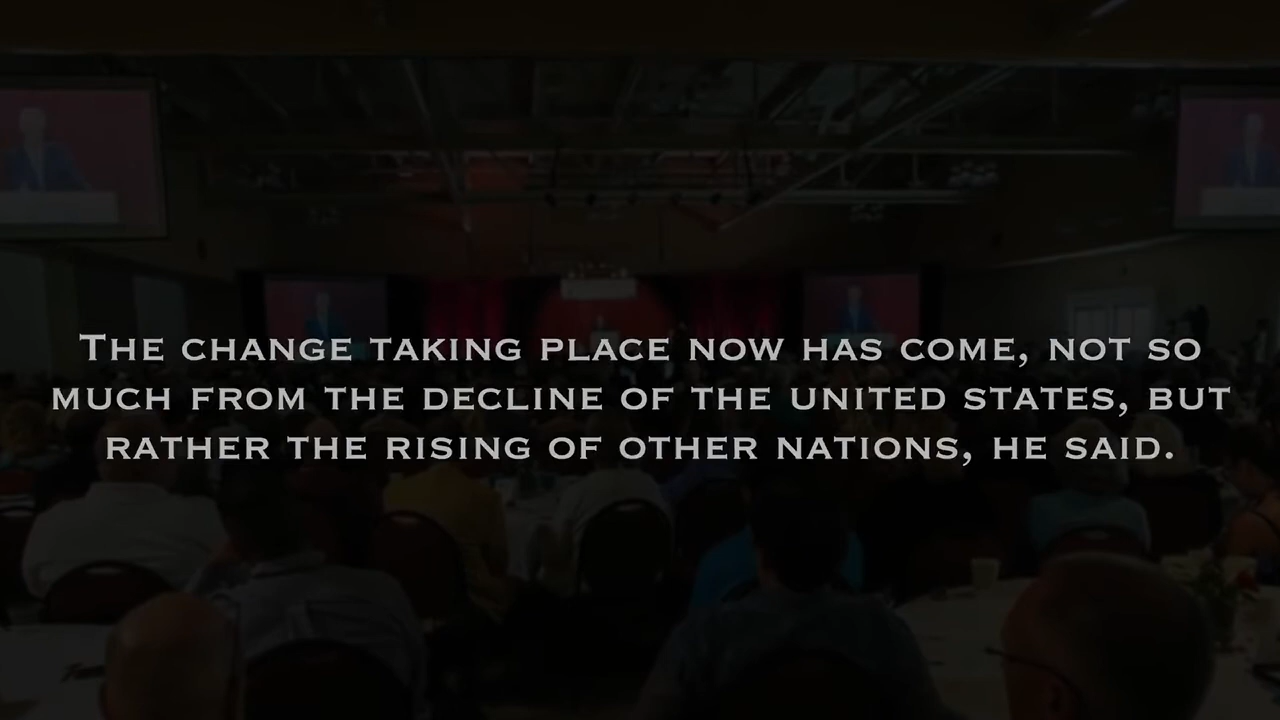 The change taking place now has come, not so
much from the decline of the United States, but
rather the rising of other nations, he said.